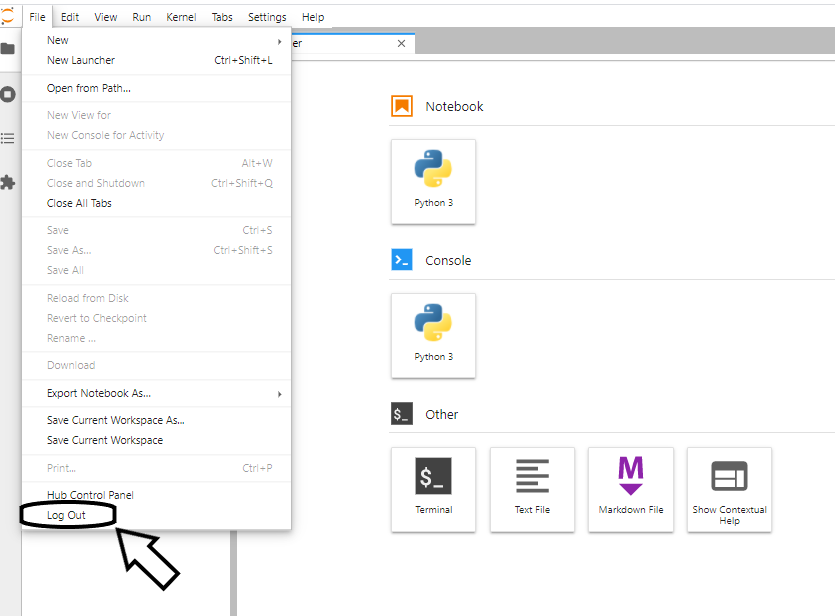 File Edit View Run Kernel Tabs Settings Help
er
New
New Launcher Ctrl+Shift+L
Open from Path...
New View for
New Console for Activity
Close Tab Alt+W
Close and Shutdown Ctrl+Shift+Q
Close All Tabs
Save Ctrl+S
Save As... Ctrl+Shift+S
Save All
Reload from Disk
Revert to Checkpoint
Rename ...
Download
Export Notebook As...
Save Current Workspace As...
Save Current Workspace
Print... Ctrl+P
Hub Control Panel
Log Out
Notebook
Python 3
>_ Console
Python 3
$_ Other
$_
Terminal
Text File
M
Markdown File
Show Contextual
Help